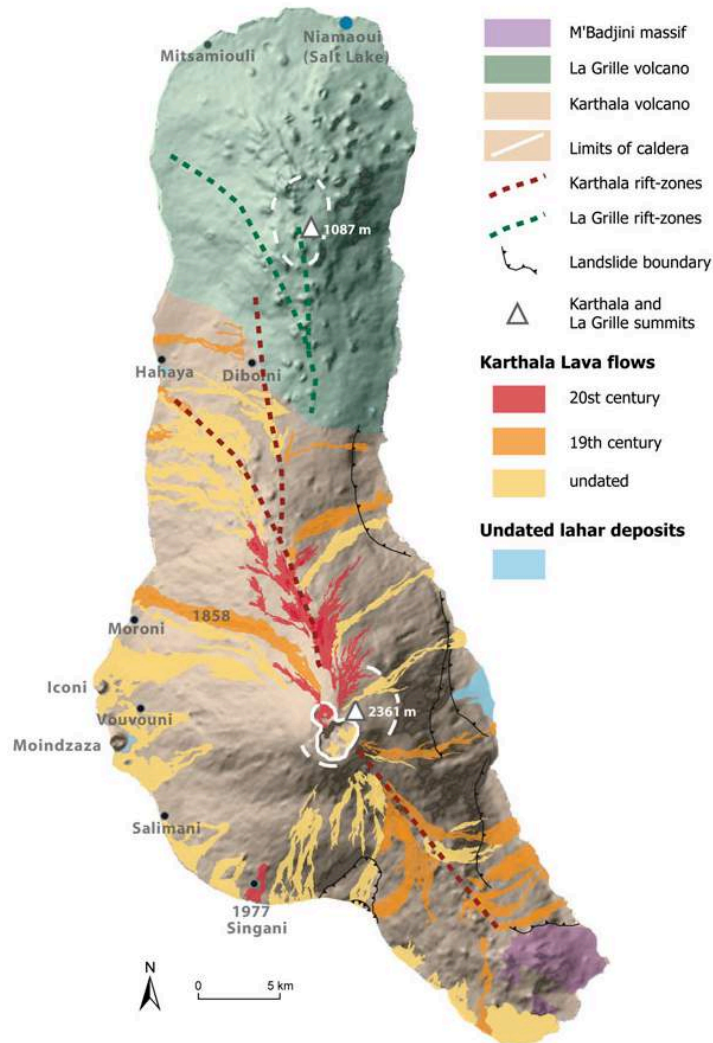 Mitsamiouli
Niamaoui
(Salt Lake)
1087 m
Hahaya
Diboini
1858
Moroni
Iconi
Vouvouni
Moindzaza
2361 m
Salimani
1977
Singani
N
0 5 km
M'Badjini massif
La Grille volcano
Karthala volcano
Limits of caldera
Karthala rift-zones
La Grille rift-zones
Landslide boundary
Karthala and
La Grille summits
Karthala Lava flows
20st century
19th century
undated
Undated lahar deposits